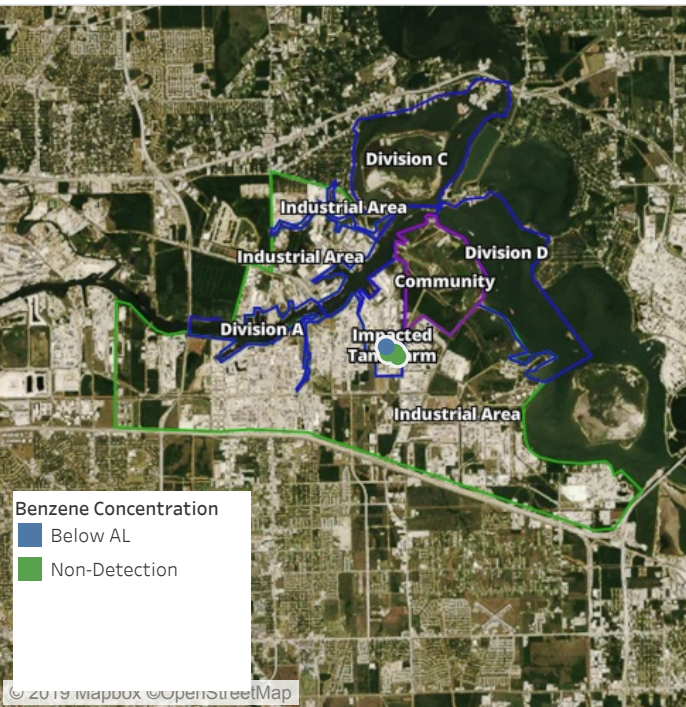 Division C
Industrial Area
Division D
Industrial Area
Community
Division A
Impacted
Tank Farm
Industrial Area
Benzene Concentration
Below AL
Non-Detection
© 2019 Mapbox ©OpenStreetMap